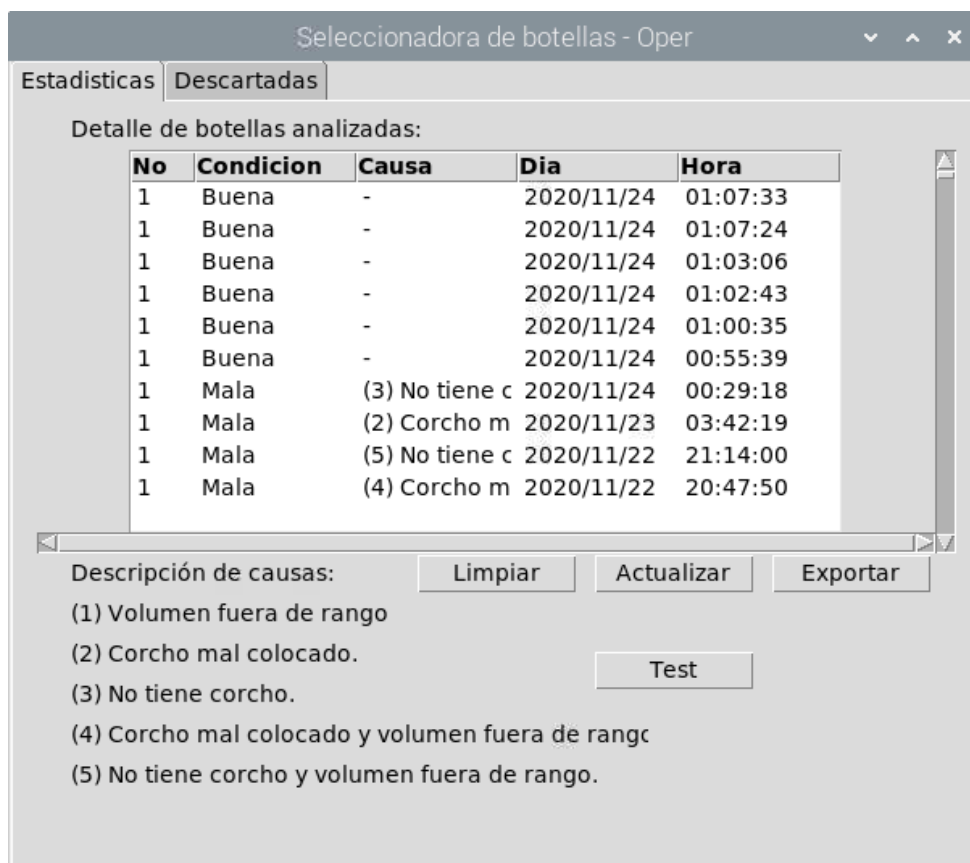 Seleccionadora de botellas - Oper
Estadisticas Descartadas
Detalle de botellas analizadas:
No Condicion Causa Dia Hora
1 Buena - 2020/11/24 01:07:33
1 Buena - 2020/11/24 01:07:24
1 Buena - 2020/11/24 01:03:06
1 Buena - 2020/11/24 01:02:43
1 Buena - 2020/11/24 01:00:35
1 Buena - 2020/11/24 00:55:39
1 Mala (3) No tiene c 2020/11/24 00:29:18
1 Mala (2) Corcho m 2020/11/23 03:42:19
1 Mala (5) No tiene c 2020/11/22 21:14:00
1 Mala (4) Corcho m 2020/11/22 20:47:50
Descripción de causas: Limpiar Actualizar Exportar
(1) Volumen fuera de rango
(2) Corcho mal colocado.
Test
(3) No tiene corcho.
(4) Corcho mal colocado y volumen fuera de rango
(5) No tiene corcho y volumen fuera de rango.